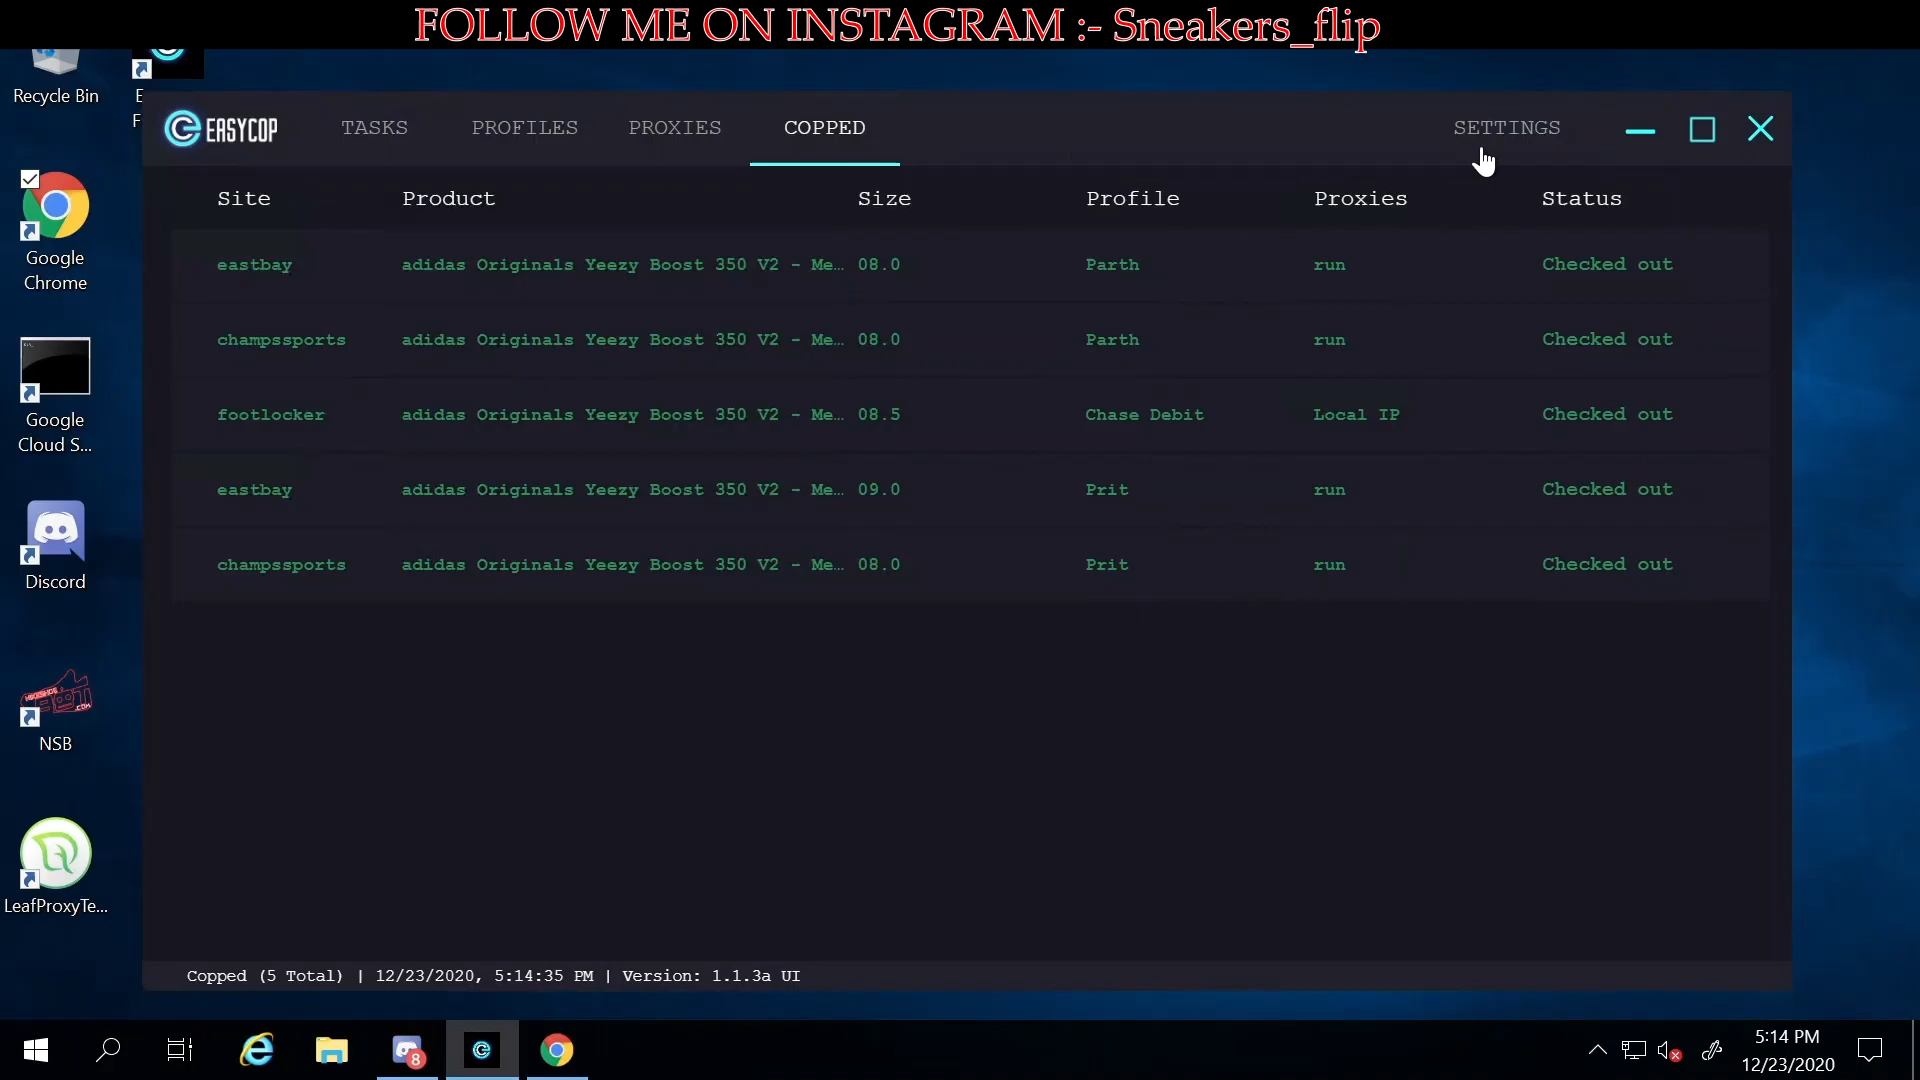 FOLLOW ME ON INSTAGRAM :- Sneakers_flip
Recycle Bin
EASYCOP TASKS PROFILES PROXIES COPPED SETTINGS
Site Product Size Profile Proxies Status
eastbay adidas Originals Yeezy Boost 350 V2 - Me… 08.0 Parth run Checked out
champssports adidas Originals Yeezy Boost 350 V2 - Me… 08.0 Parth run Checked out
footlocker adidas Originals Yeezy Boost 350 V2 - Me… 08.5 Chase Debit Local IP Checked out
eastbay adidas Originals Yeezy Boost 350 V2 - Me… 09.0 Prit run Checked out
champssports adidas Originals Yeezy Boost 350 V2 - Me… 08.0 Prit run Checked out
Google
Chrome
Google
Cloud S...
Discord
NSB
LeafProxyTe...
Copped (5 Total) | 12/23/2020, 5:14:35 PM | Version: 1.1.3a UI
8
5:14 PM
12/23/2020